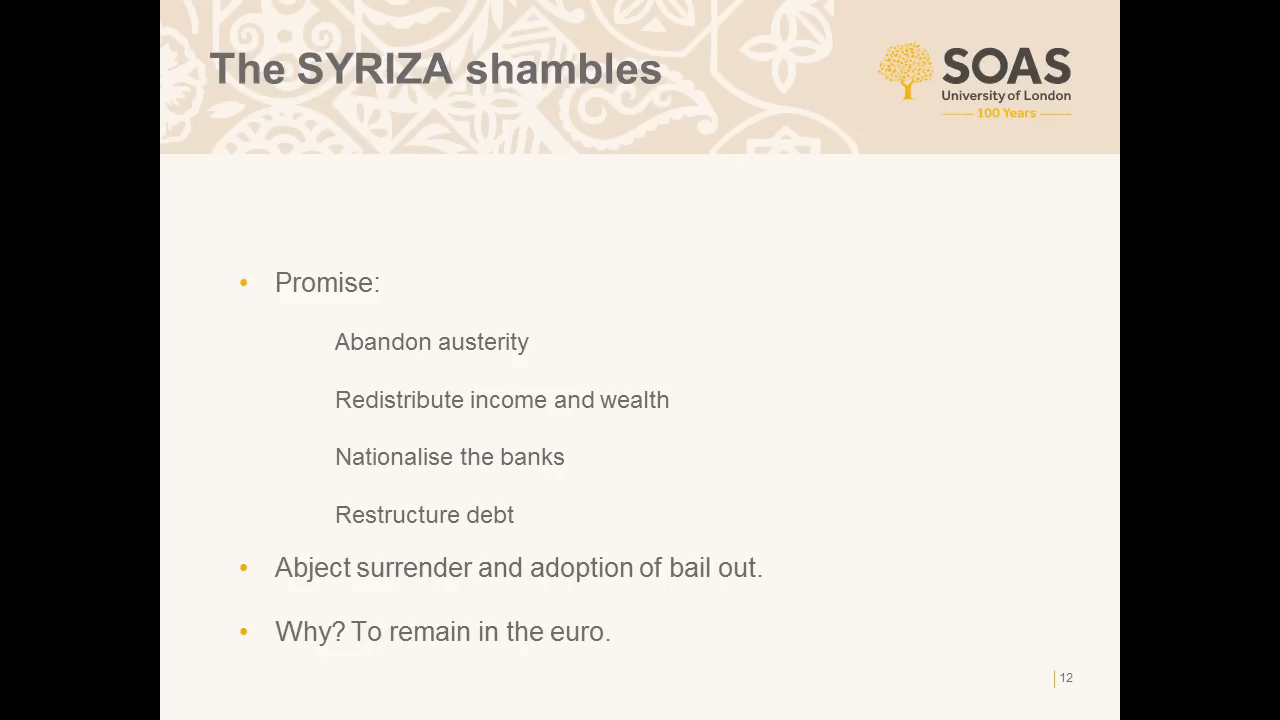 The SYRIZA shambles
SOAS
University of London
100 Years
• Promise:
Abandon austerity
Redistribute income and wealth
Nationalise the banks
Restructure debt
• Abject surrender and adoption of bail out.
• Why? To remain in the euro.
12